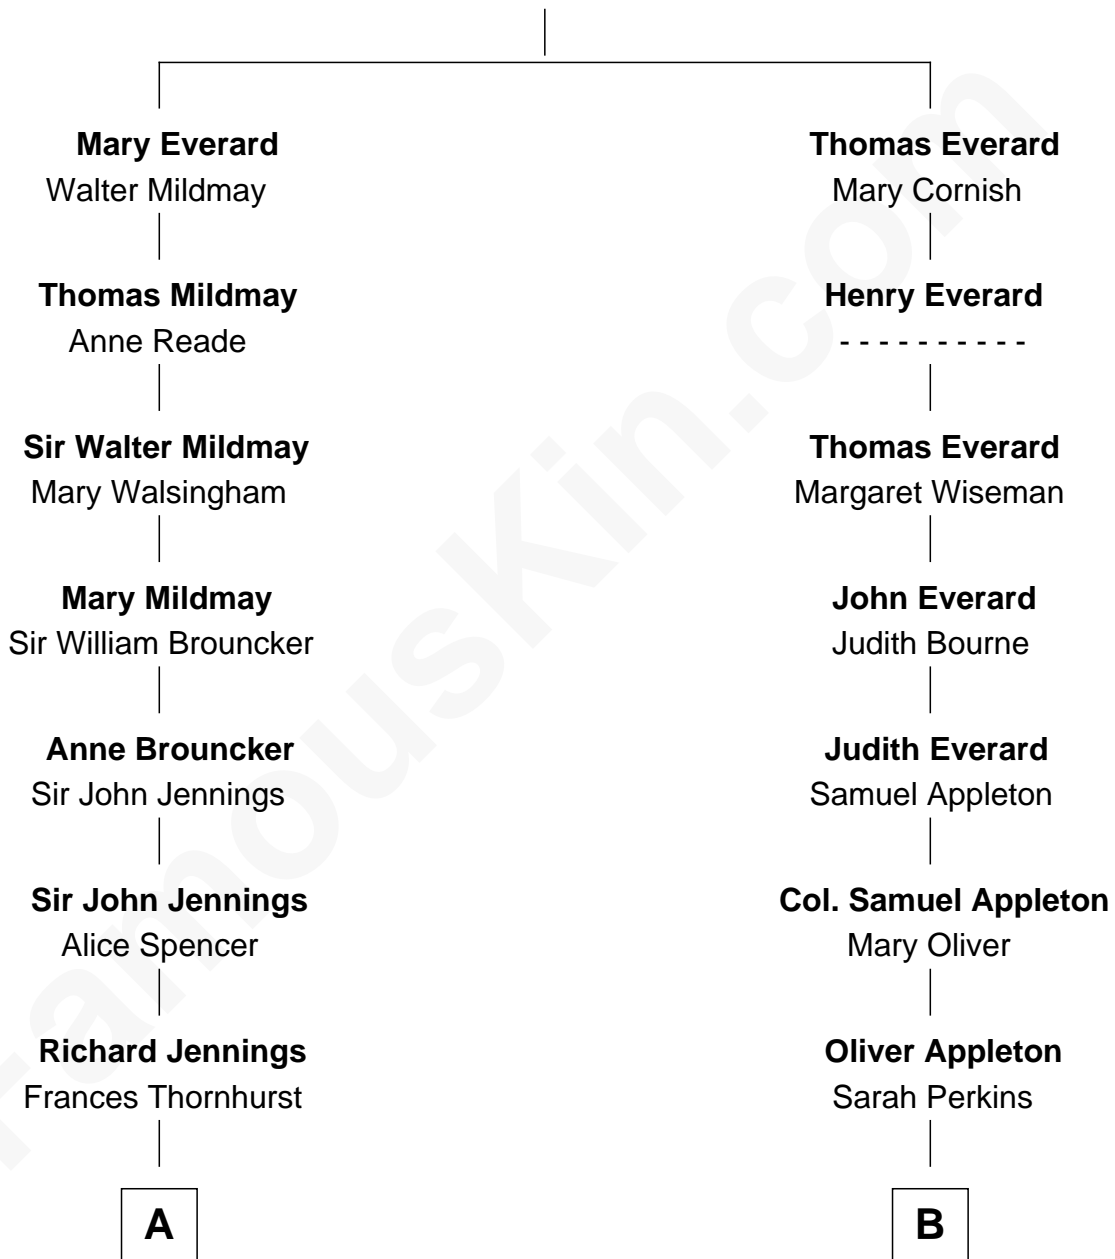 Mary Everard
Walter Mildmay
Thomas Everard
Mary Cornish
Thomas Mildmay
Anne Reade
Henry Everard
- - - - - - - - - -
Sir Walter Mildmay
Mary Walsingham
Thomas Everard
Margaret Wiseman
Mary Mildmay
Sir William Brouncker
John Everard
Judith Bourne
Anne Brouncker
Sir John Jennings
Judith Everard
Samuel Appleton
Sir John Jennings
Alice Spencer
Col. Samuel Appleton
Mary Oliver
Richard Jennings
Frances Thornhurst
Oliver Appleton
Sarah Perkins
A
B
FamousKin.com